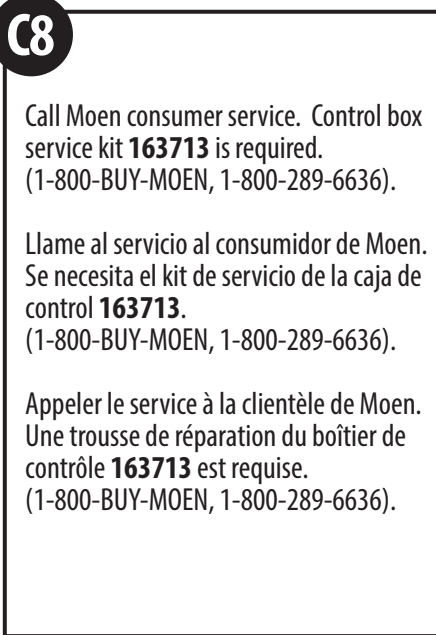 C8
Call Moen consumer service.  Control box
service kit 163713 is required.
(1-800-BUY-MOEN, 1-800-289-6636).
Llame al servicio al consumidor de Moen.
Se necesita el kit de servicio de la caja de
control 163713.
(1-800-BUY-MOEN, 1-800-289-6636).
Appeler le service à la clientèle de Moen.
Une trousse de réparation du boîtier de
contrôle 163713 est requise.
(1-800-BUY-MOEN, 1-800-289-6636).